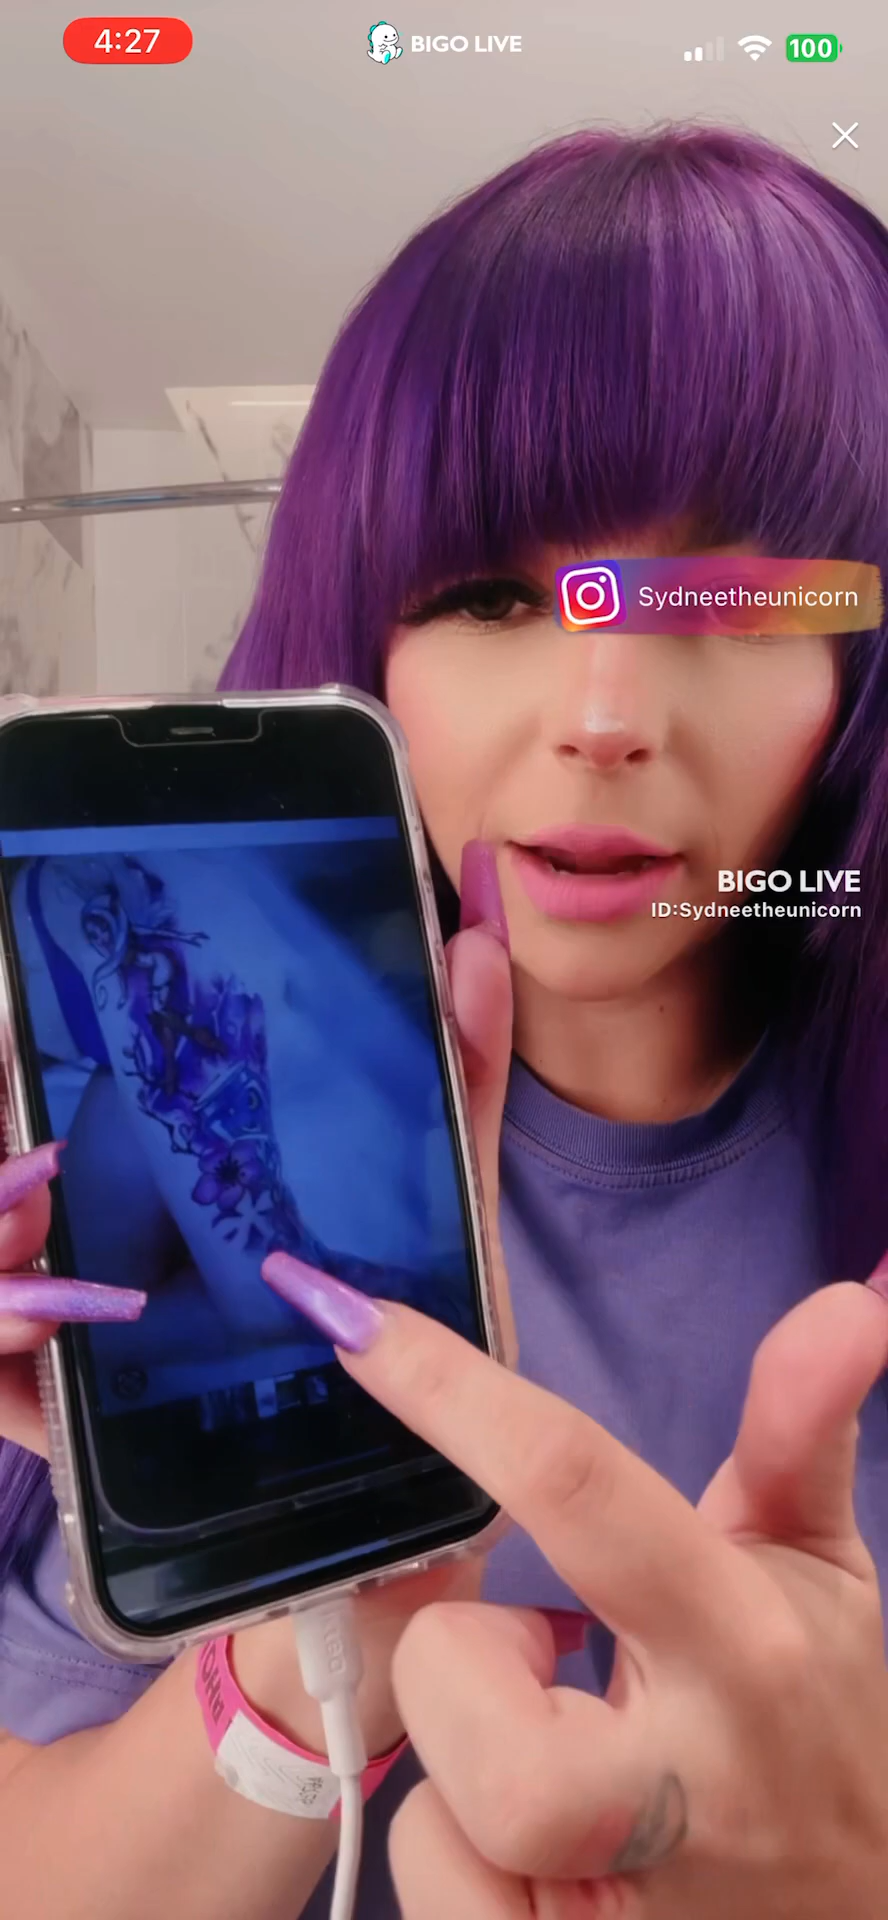 4:27
BIGO LIVE
100
Sydneetheunicorn
BIGO LIVE
ID:Sydneetheunicorn